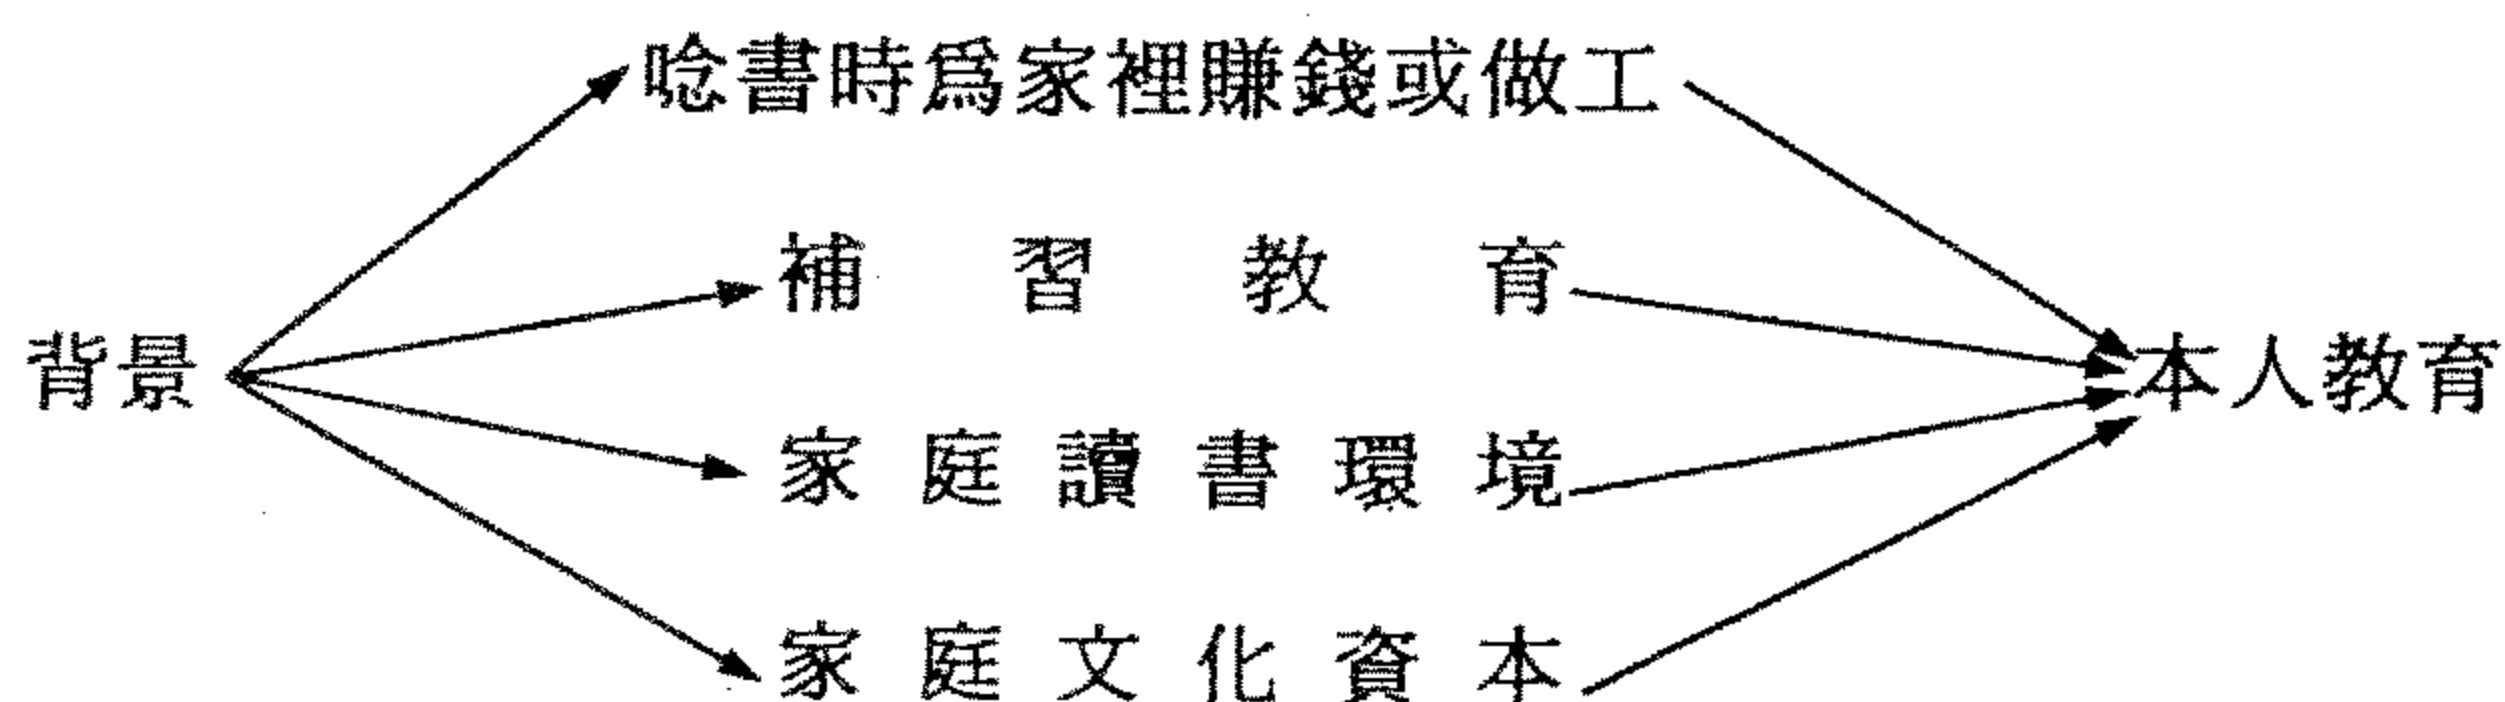 唸書時爲家裡賺錢或做工
補習教育
背景
本人教育
家庭讀書環境
家庭文化資本